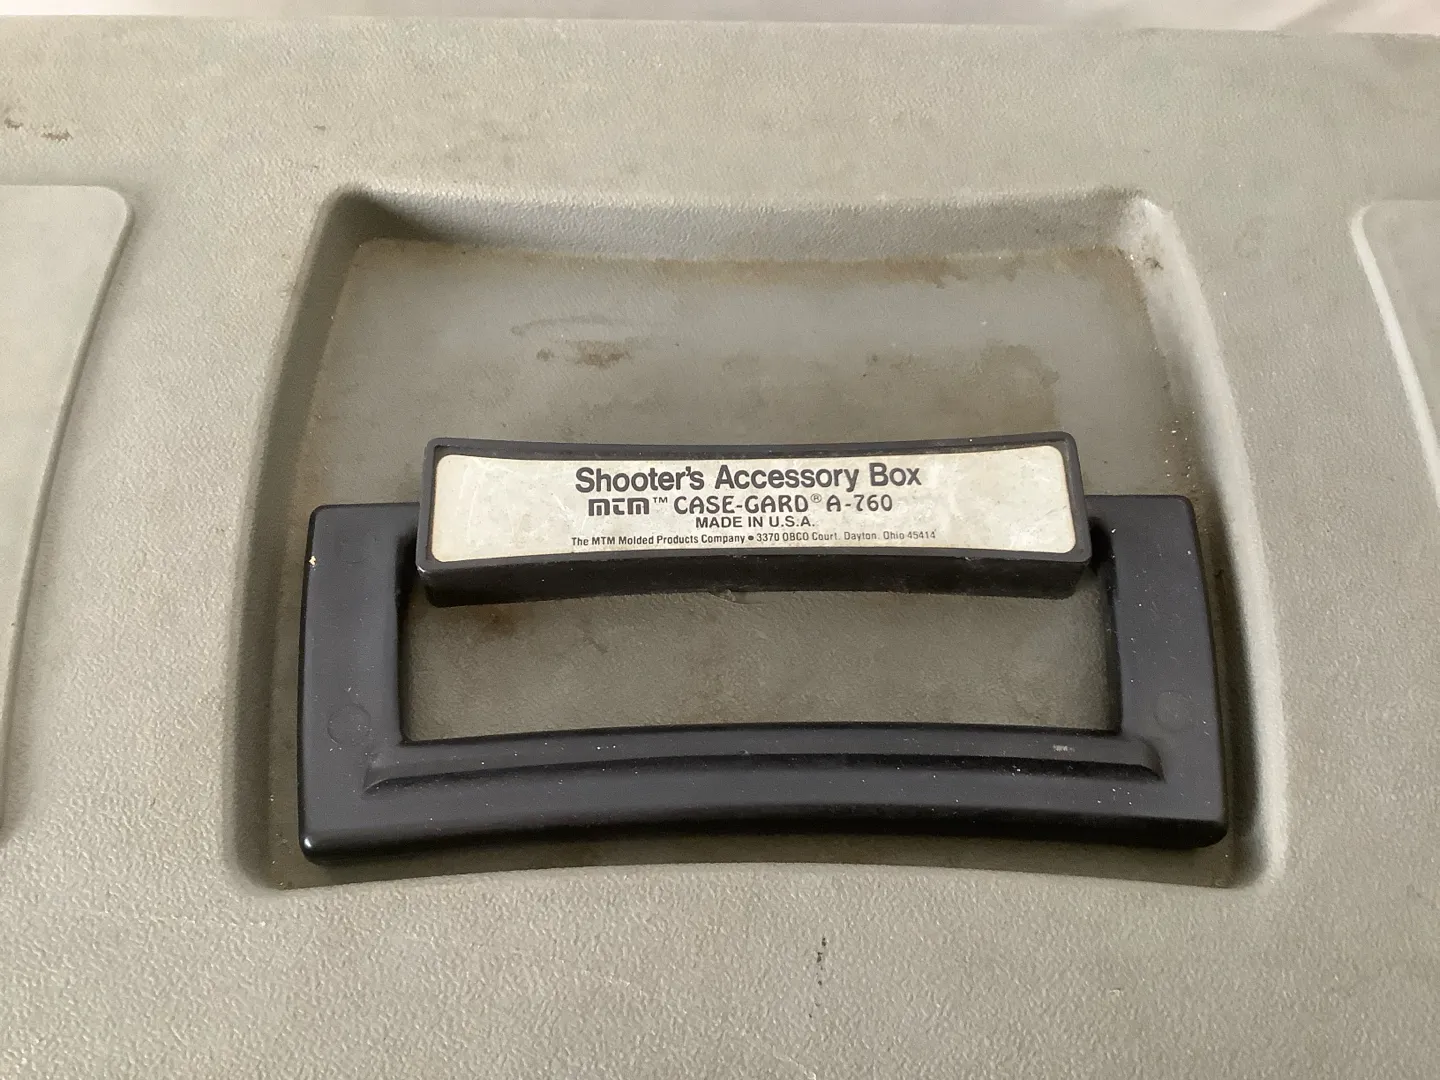 Shooter's Accessory Box
mtm™ CASE-GARD® A-760
MADE IN U.S.A.
The MTM Molded Products Company • 3370 OBCO Court, Dayton, Ohio 45414